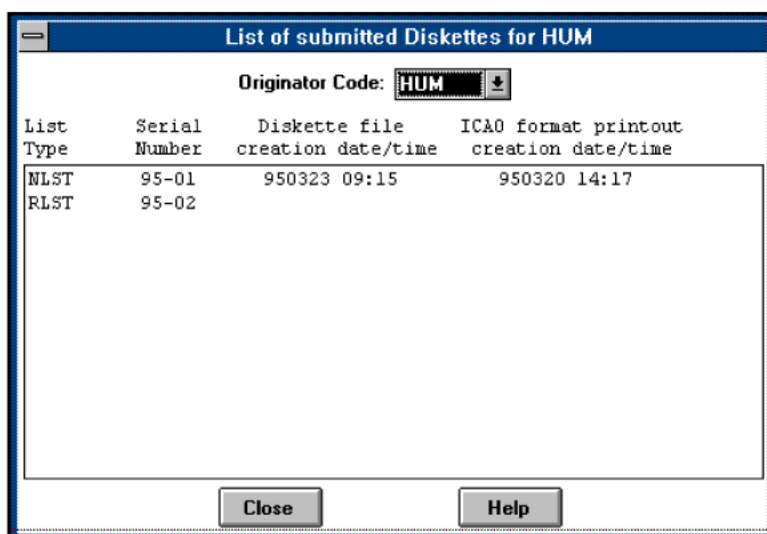 List of submitted Diskettes for HUM
Originator Code: HUM
List Serial Diskette file ICAO format printout
Type Number creation date/time creation date/time
NLST 95-01 950323 09:15 950320 14:17
RLST 95-02
Close Help